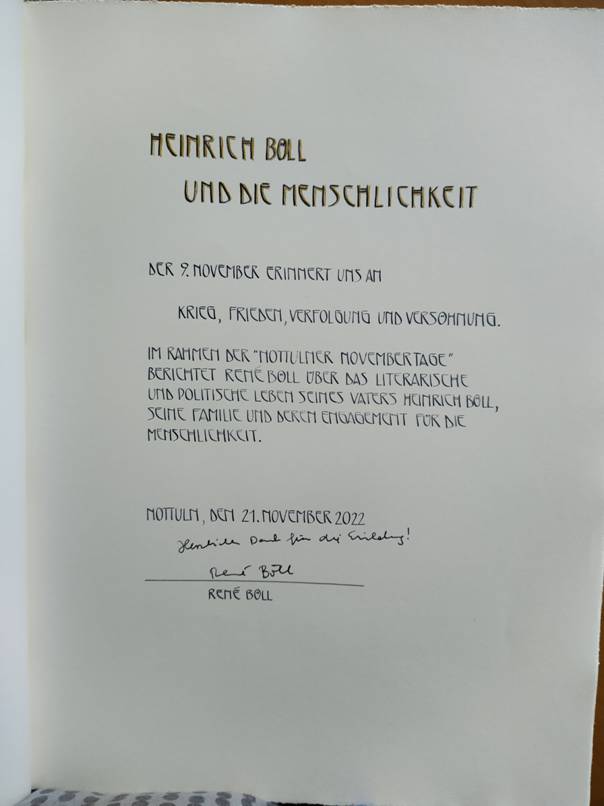 HEINRICH BÖLL
UND DIE MENSCHLICHKEIT
DER 9. NOVEMBER ERINNERT UNS AN
KRIEG, FRIEDEN, VERFOLGUNG UND VERSÖHNUNG.
IM RAHMEN DER "NOTTULNER NOVEMBERTAGE"
BERICHTET RENÉ BÖLL ÜBER DAS LITERARISCHE
UND POLITISCHE LEBEN SEINES VATERS HEINRICH BÖLL,
SEINE FAMILIE UND DEREN ENGAGEMENT FÜR DIE
MENSCHLICHKEIT.
NOTTULN, DEN 21. NOVEMBER 2022
Herzlichen Dank für die Einladung!
René Böll
RENÉ BÖLL